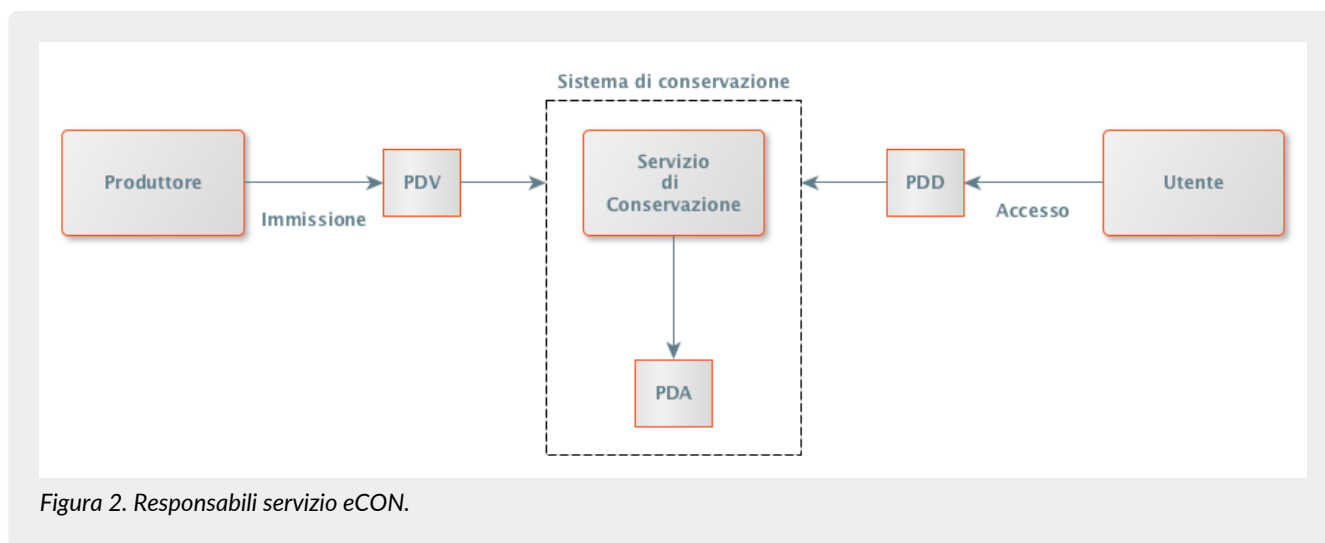 Sistema di conservazione
Produttore
Immissione
PDV
Servizio
di
Conservazione
PDA
PDD
Accesso
Utente
Figura 2. Responsabili servizio eCON.